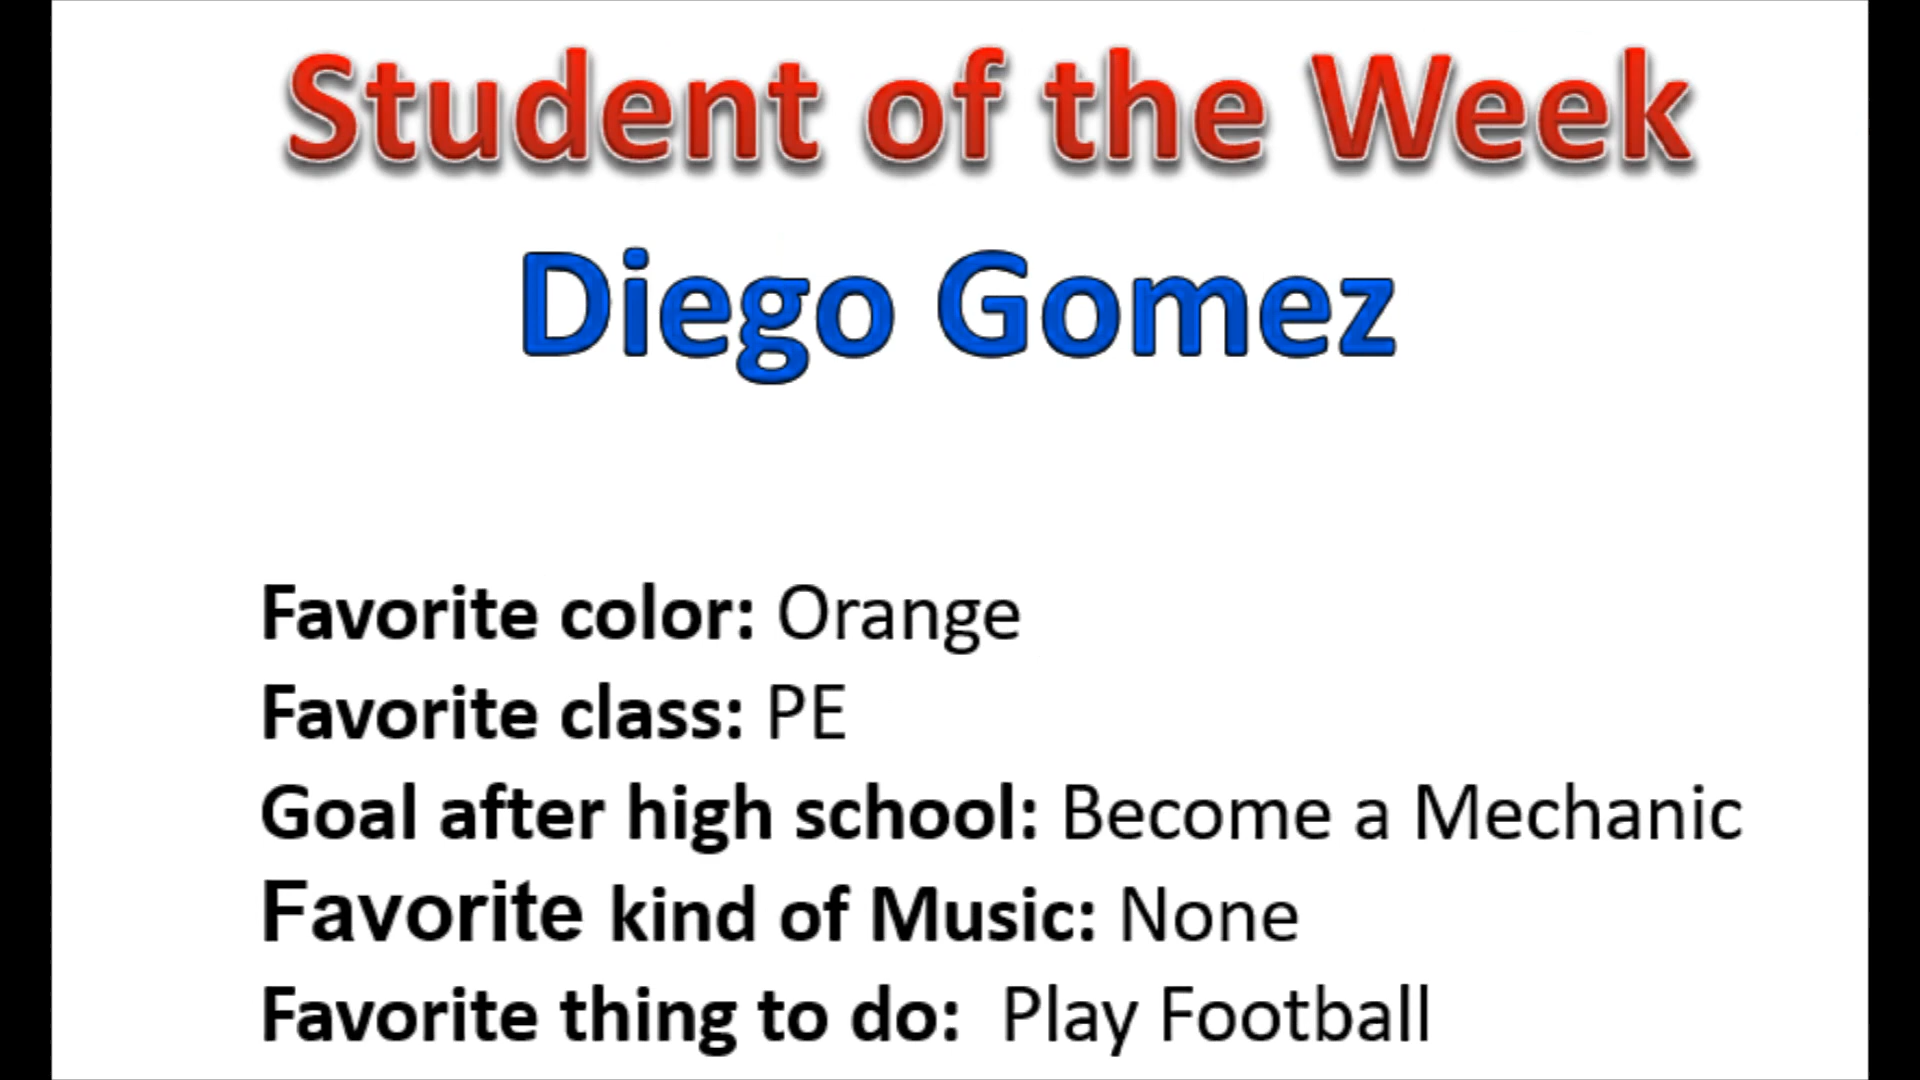 Student of the Week
Diego Gomez
Favorite color: Orange
Favorite class: PE
Goal after high school: Become a Mechanic
Favorite kind of Music: None
Favorite thing to do:  Play Football